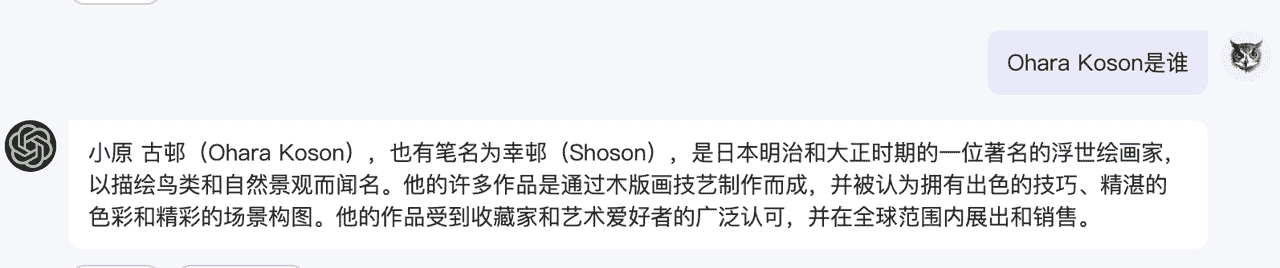 Ohara Koson是谁
小原 古邨（Ohara Koson），也有笔名为幸邨（Shoson），是日本明治和大正时期的一位著名的浮世绘画家，
以描绘鸟类和自然景观而闻名。他的许多作品是通过木版画技艺制作而成，并被认为拥有出色的技巧、精湛的
色彩和精彩的场景构图。他的作品受到收藏家和艺术爱好者的广泛认可，并在全球范围内展出和销售。